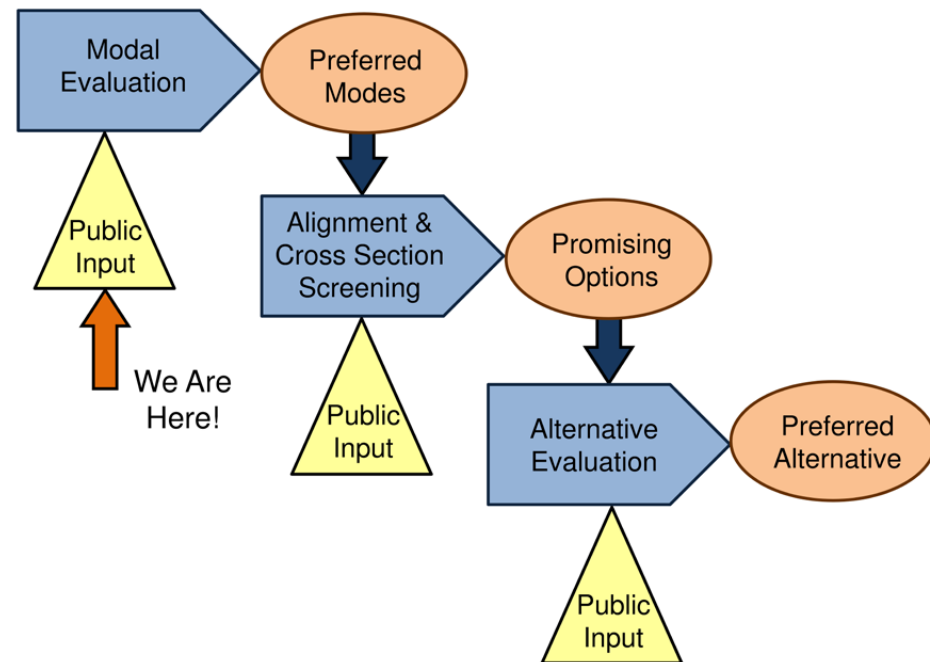 Modal
Evaluation
Preferred
Modes
Public
Input
We Are
Here!
Alignment &
Cross Section
Screening
Promising
Options
Public
Input
Alternative
Evaluation
Preferred
Alternative
Public
Input